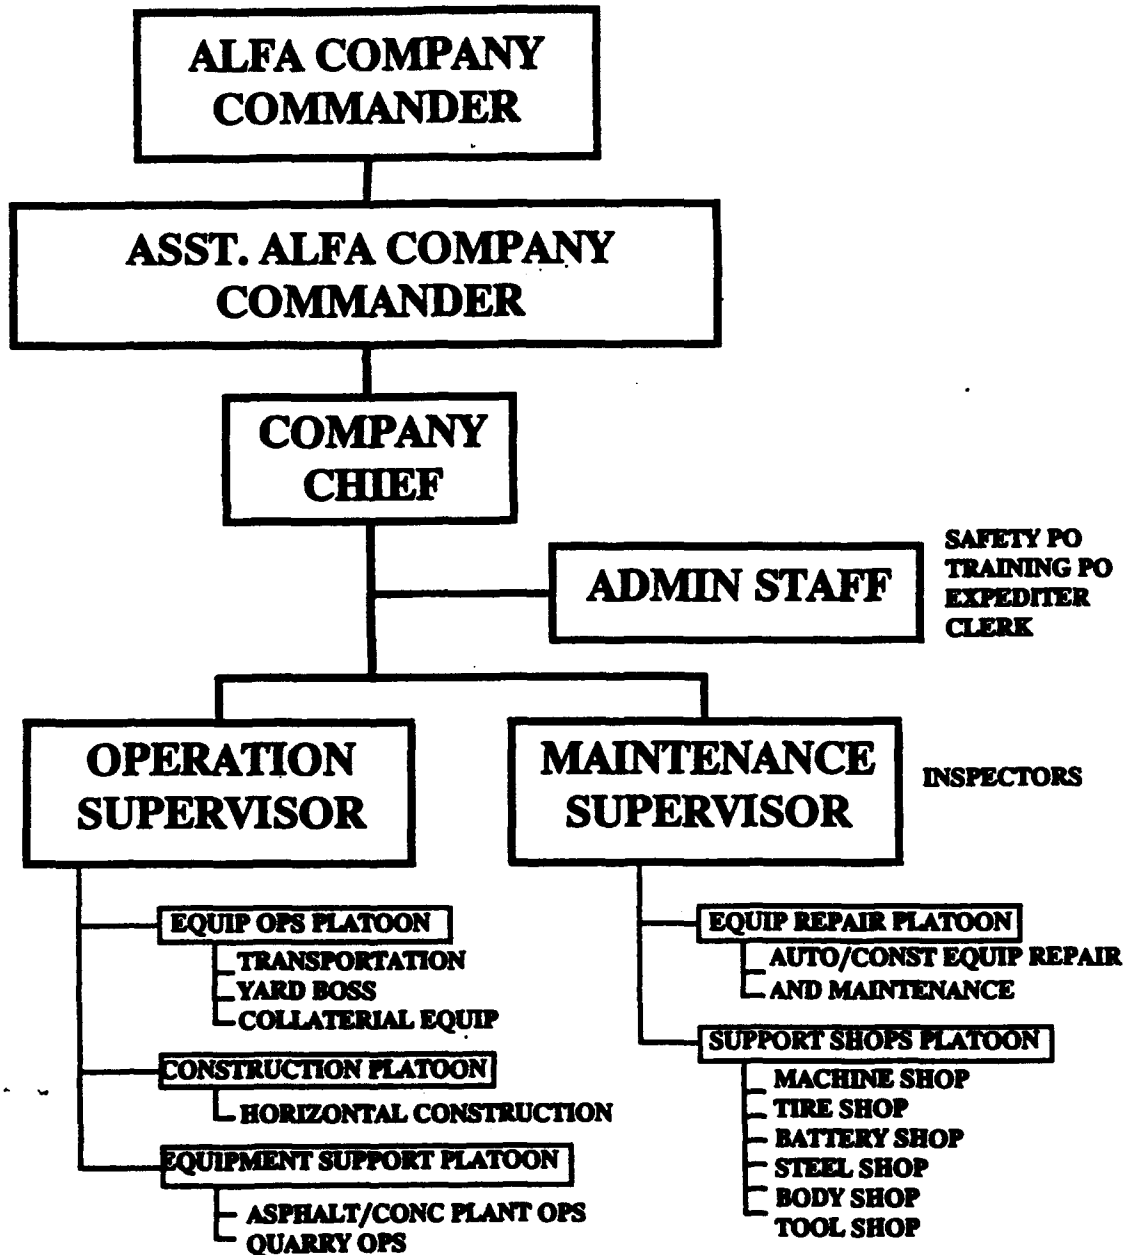 ALFA COMPANY
COMMANDER
ASST. ALFA COMPANY
COMMANDER
COMPANY
CHIEF
ADMIN STAFF
SAFETY PO
TRAINING PO
EXPEDITER
CLERK
OPERATION
SUPERVISOR
MAINTENANCE
SUPERVISOR
INSPECTORS
EQUIP OPS PLATOON
TRANSPORTATION
YARD BOSS
COLLATERIAL EQUIP
CONSTRUCTION PLATOON
HORIZONTAL CONSTRUCTION
EQUIPMENT SUPPORT PLATOON
ASPHALT/CONC PLANT OPS
QUARRY OPS
EQUIP REPAIR PLATOON
AUTO/CONST EQUIP REPAIR
AND MAINTENANCE
SUPPORT SHOPS PLATOON
MACHINE SHOP
TIRE SHOP
BATTERY SHOP
STEEL SHOP
BODY SHOP
TOOL SHOP